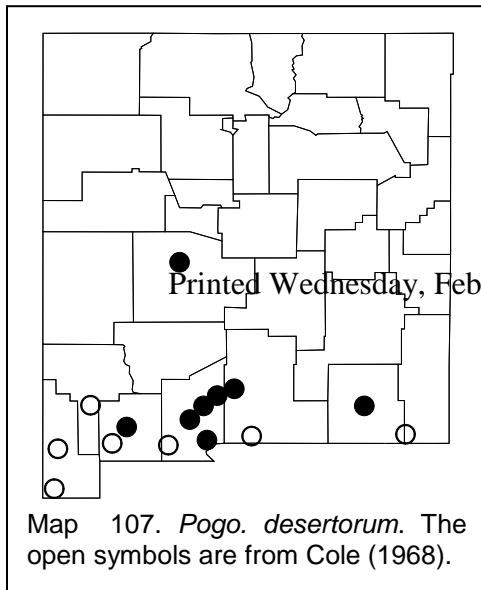 Printed Wednesday, Feb
Map 107. Pogo. desertorum. The
open symbols are from Cole (1968).